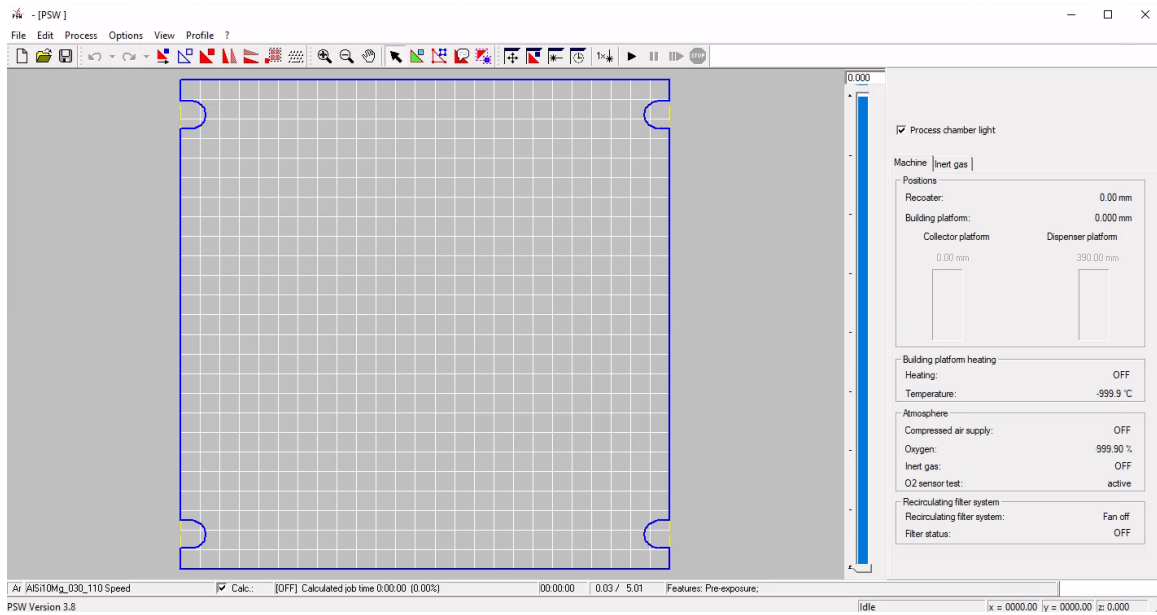 PSW - [PSW ]
File Edit Process Options View Profile ?
1x STOP
0.000
Process chamber light
Machine Inert gas
Positions
Recoater: 0.00 mm
Building platform: 0.000 mm
Collector platform Dispenser platform
0.00 mm 390.00 mm
Building platform heating
Heating: OFF
Temperature: -999.9 °C
Atmosphere
Compressed air supply: OFF
Oxygen: 999.90 %
Inert gas: OFF
O2 sensor test: active
Recirculating filter system
Recirculating filter system: Fan off
Filter status: OFF
Ar AlSi10Mg_030_110 Speed Calc.: [OFF] Calculated job time 0:00:00 (0.00%) 00:00:00 0.03 / 5.01 Features: Pre-exposure;
PSW Version 3.8 Idle x = 0000.00 y = 0000.00 z: 0.000